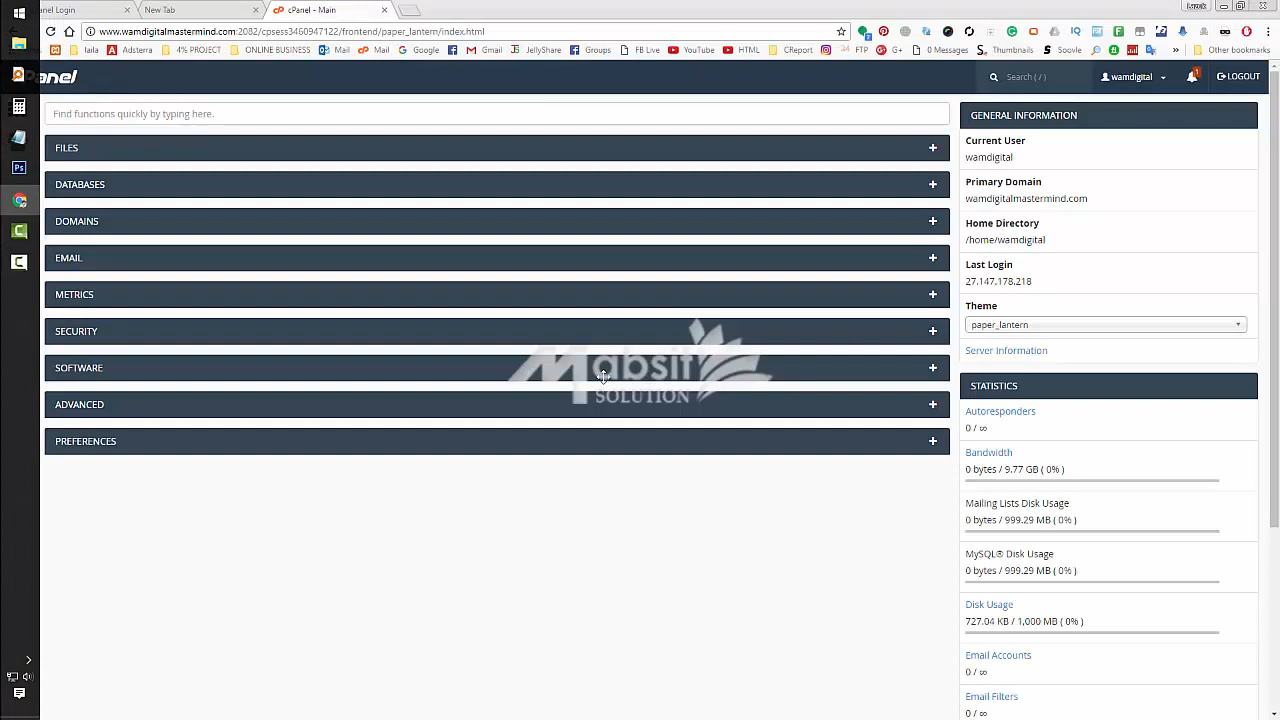 Panel Login
New Tab
cPanel - Main
www.wamdigitalmastermind.com:2082/cpsess3460947122/frontend/paper_lantern/index.html
laila
Adsterra
4% PROJECT
ONLINE BUSINESS
Mail
Mail
Google
Gmail
JellyShare
Groups
FB Live
YouTube
HTML
CReport
FTP
G+
0 Messages
Thumbnails
Soovle
Other bookmarks
Panel
Search ( / )
wamdigital
1
LOGOUT
Find functions quickly by typing here.
FILES
DATABASES
DOMAINS
EMAIL
METRICS
SECURITY
SOFTWARE
ADVANCED
PREFERENCES
Mabsit
SOLUTION
GENERAL INFORMATION
Current User
wamdigital
Primary Domain
wamdigitalmastermind.com
Home Directory
/home/wamdigital
Last Login
27.147.178.218
Theme
paper_lantern
Server Information
STATISTICS
Autoresponders
0 / ∞
Bandwidth
0 bytes / 9.77 GB ( 0% )
Mailing Lists Disk Usage
0 bytes / 999.29 MB ( 0% )
MySQL® Disk Usage
0 bytes / 999.29 MB ( 0% )
Disk Usage
727.04 KB / 1,000 MB ( 0% )
Email Accounts
0 / ∞
Email Filters
0 / ∞